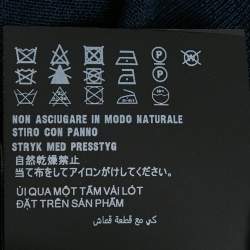 NON ASCIUGARE IN MODO NATURALE
STIRO CON PANNO
STRYK MED PRESSTYG
自然乾燥禁止
当て布をしてアイロンがけしてください。
ỦI QUA MỘT TẤM VẢI LÓT
ĐẶT TRÊN SẢN PHẨM
كي مع قطعة قماش